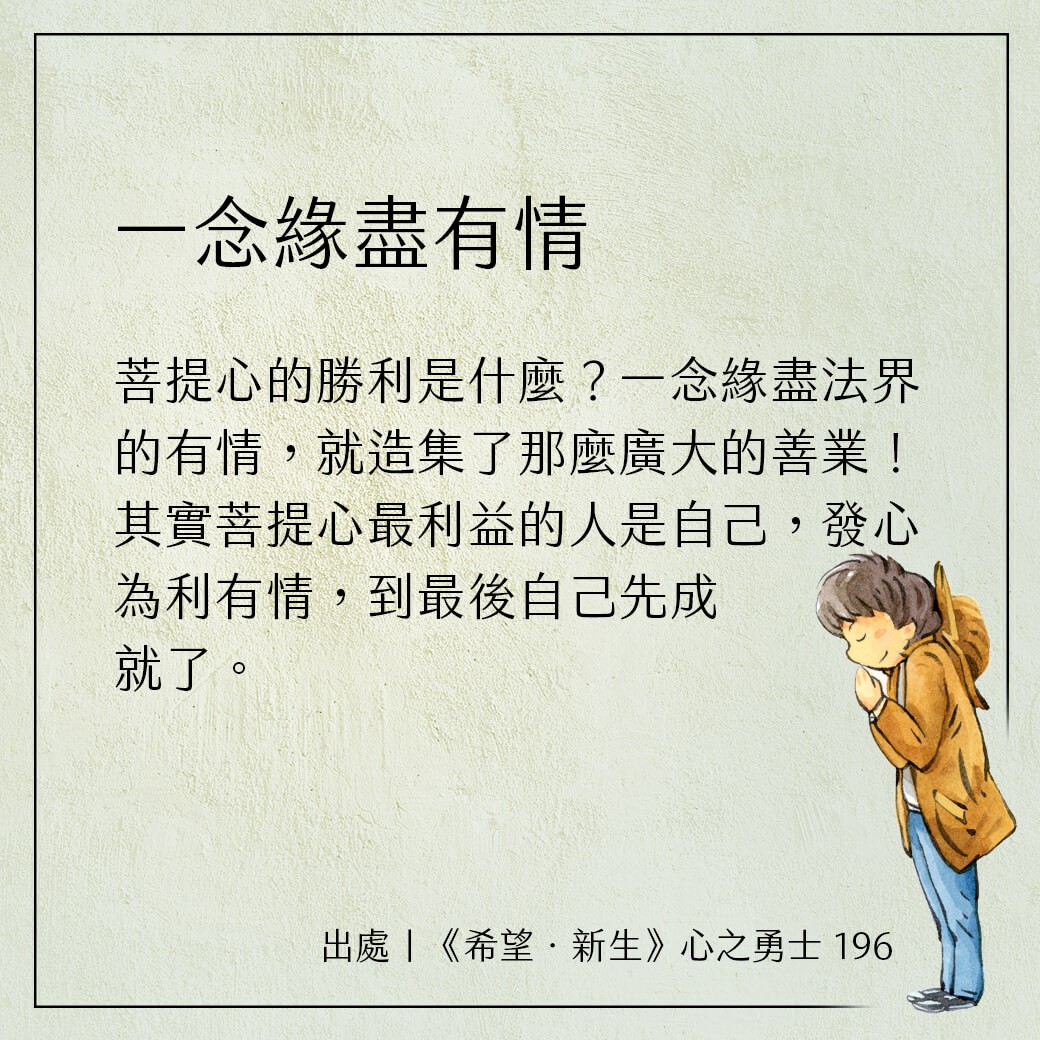 一念緣盡有情
菩提心的勝利是什麼？一念緣盡法界
的有情，就造集了那麼廣大的善業！
其實菩提心最利益的人是自己，發心
為利有情，到最後自己先成
就了。
出處｜《希望．新生》心之勇士 196